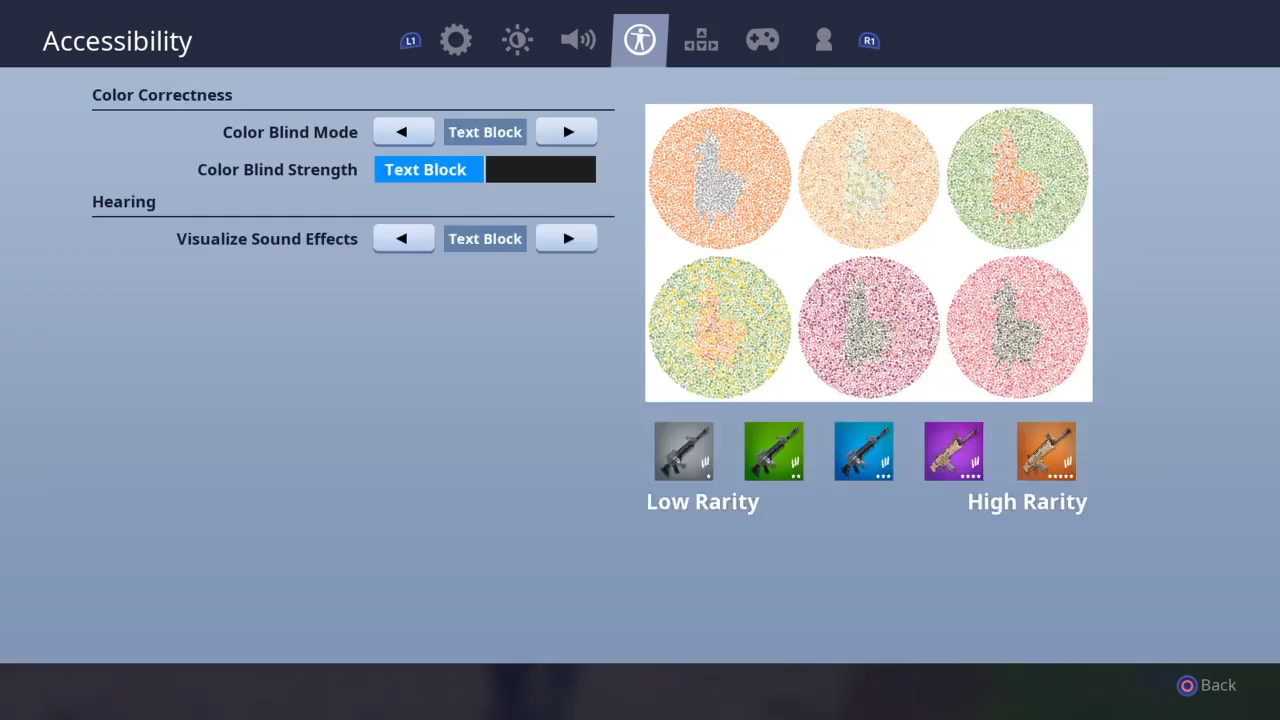 Accessibility
L1
R1
Color Correctness
Color Blind Mode
Text Block
Color Blind Strength
Text Block
Hearing
Visualize Sound Effects
Text Block
Low Rarity
High Rarity
Back